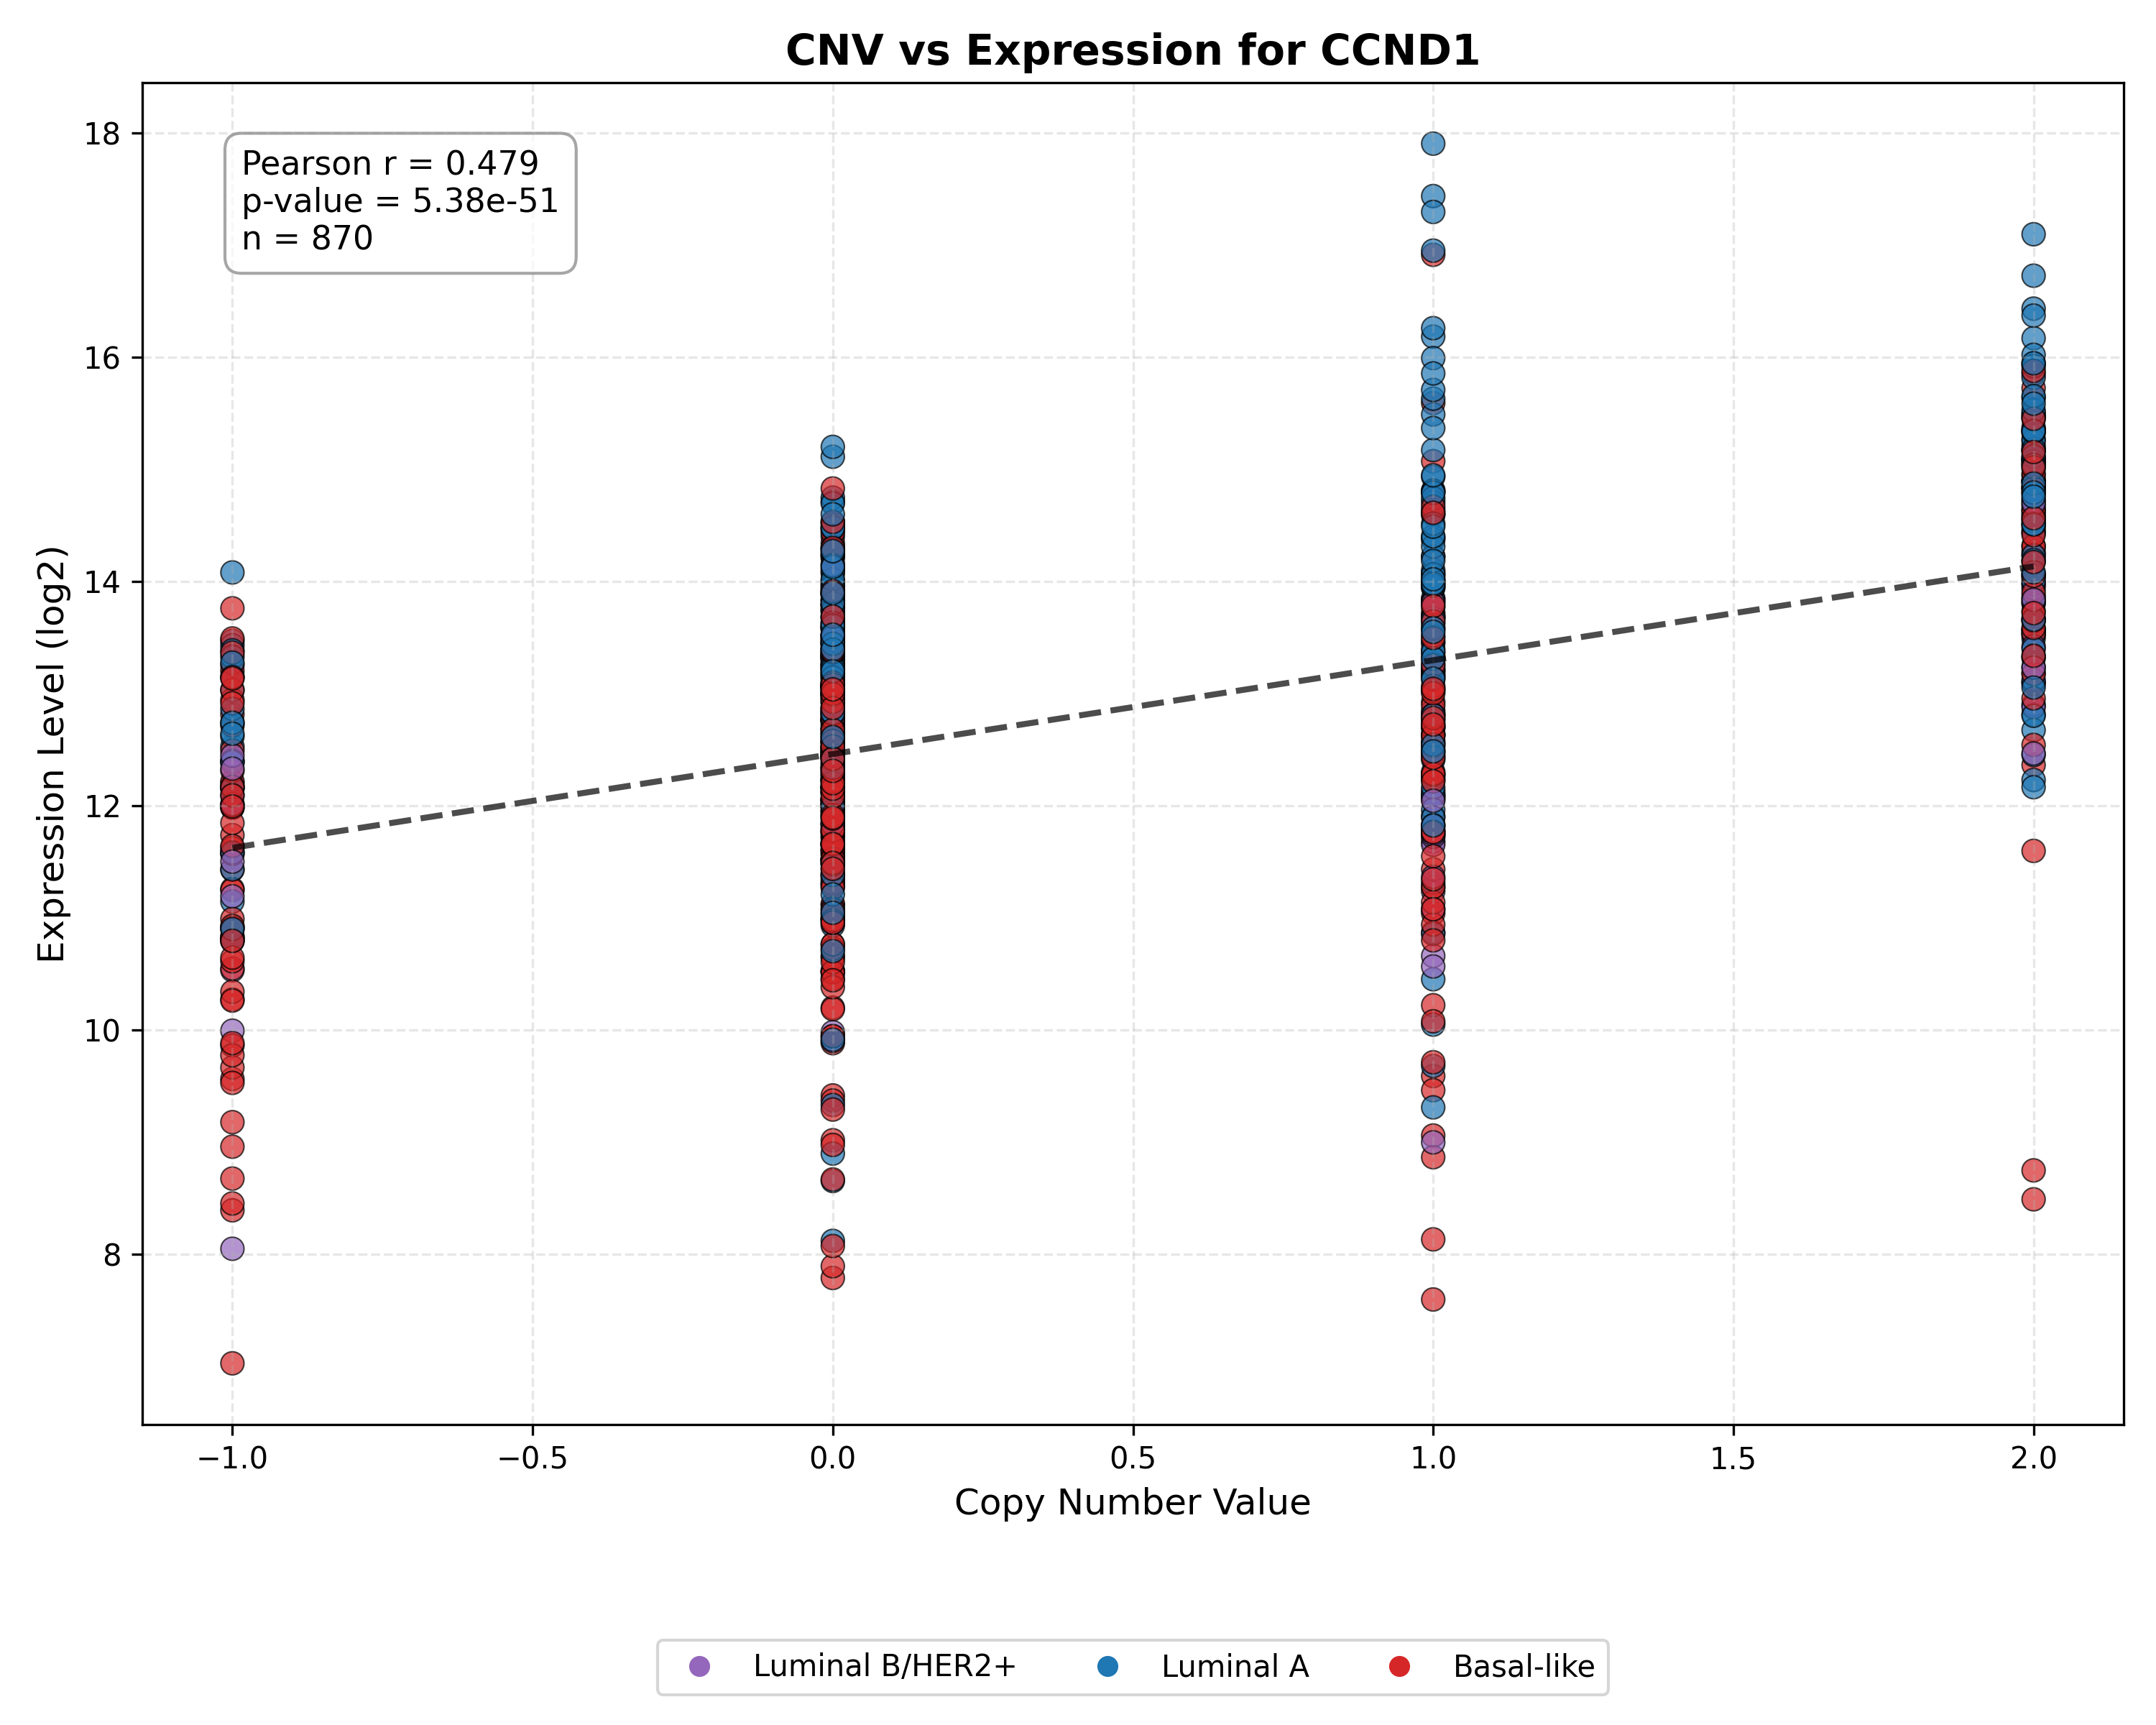 CNV vs Expression for CCND1
Pearson r = 0.479
p-value = 5.38e-51
n = 870
Expression Level (log2)
18
16
14
12
10
8
−1.0 −0.5 0.0 0.5 1.0 1.5 2.0
Copy Number Value
Luminal B/HER2+ Luminal A Basal-like